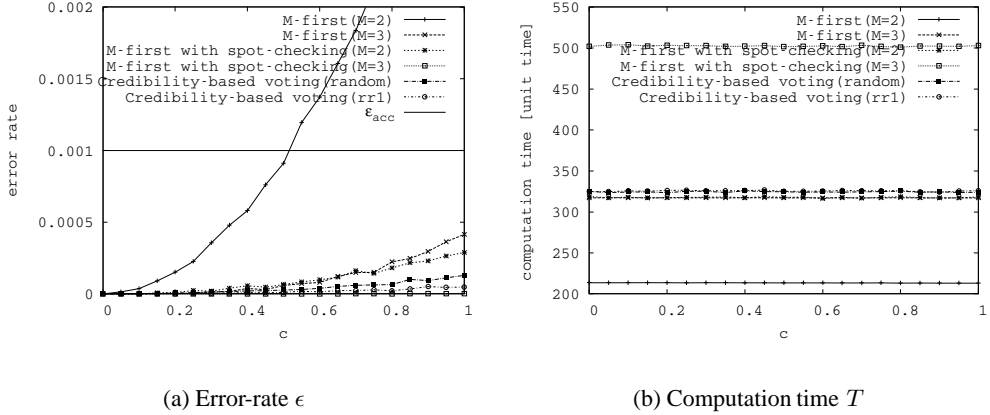 M-first(M=2)
M-first(M=3)
M-first with spot-checking(M=2)
M-first with spot-checking(M=3)
Credibility-based voting(random)
Credibility-based voting(rr1)
εacc
0.002
0.0015
0.001
0.0005
0
error rate
0 0.2 0.4 0.6 0.8 1
c
(a) Error-rate ϵ
M-first(M=2)
M-first(M=3)
M-first with spot-checking(M=2)
M-first with spot-checking(M=3)
Credibility-based voting(random)
Credibility-based voting(rr1)
550
500
450
400
350
300
250
200
computation time [unit time]
0 0.2 0.4 0.6 0.8 1
c
(b) Computation time T